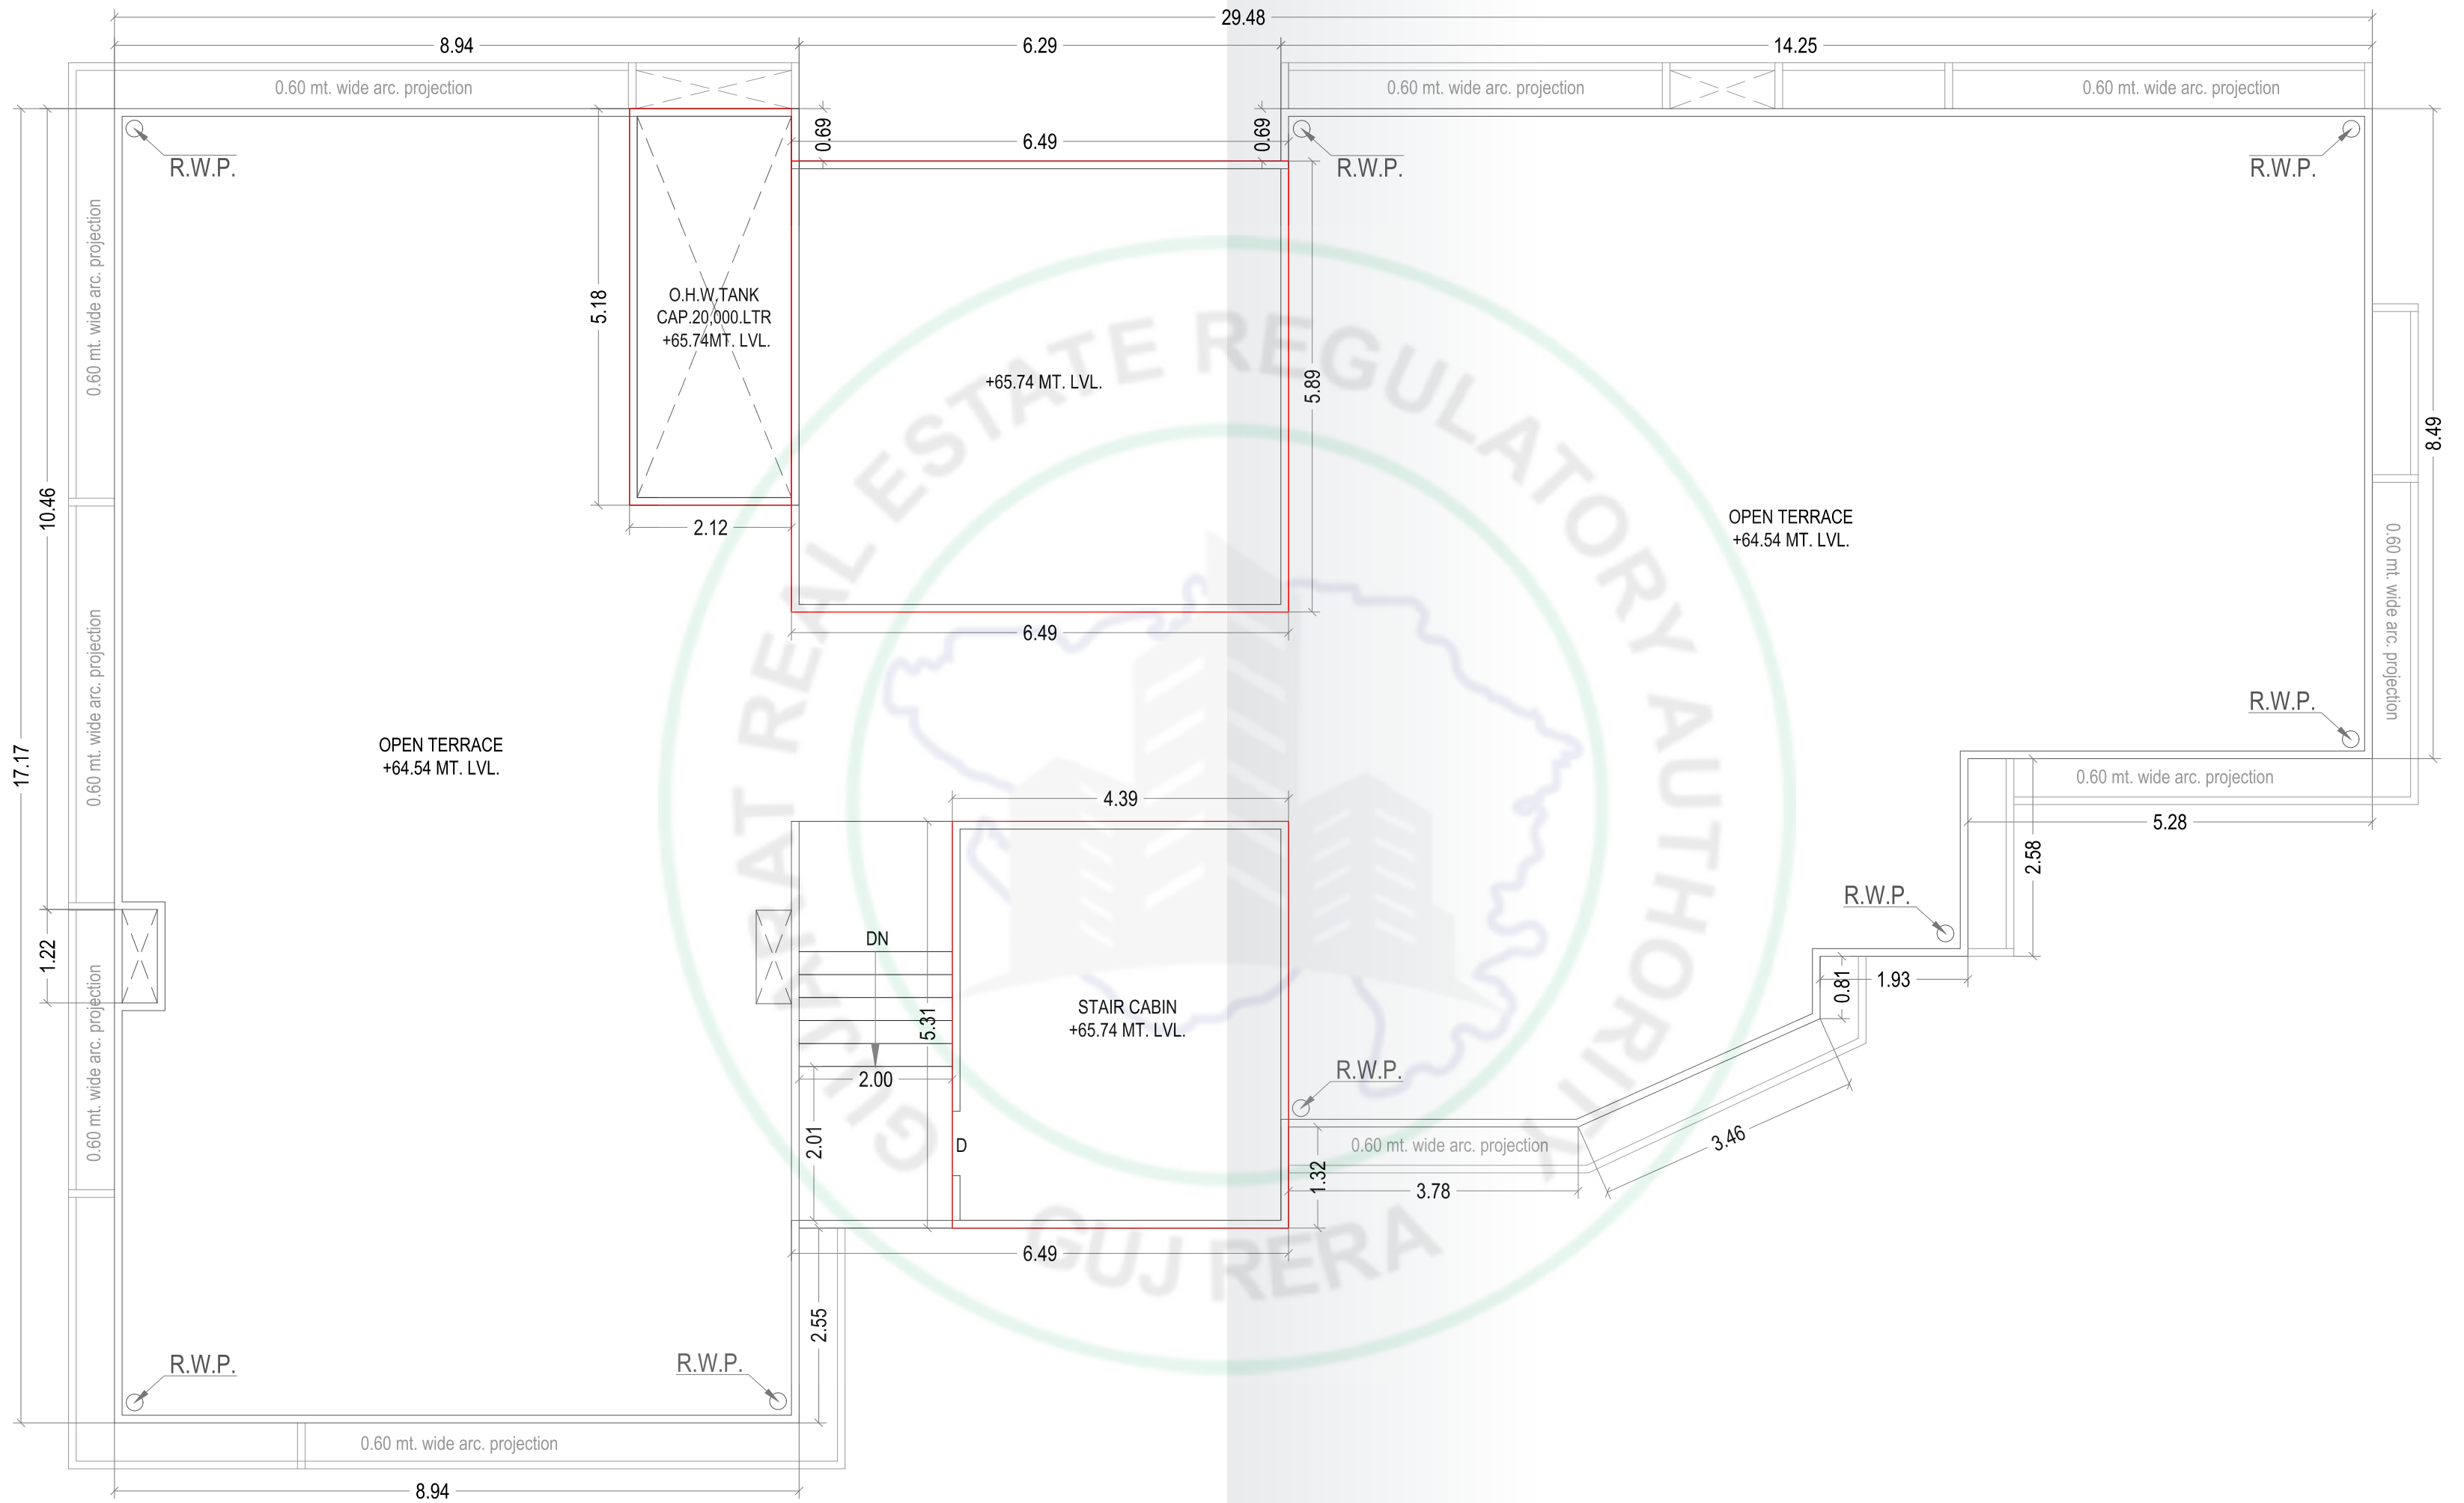 29.48
8.94
6.29
14.25
0.60 mt. wide arc. projection
0.60 mt. wide arc. projection
0.60 mt. wide arc. projection
R.W.P.
0.69
6.49
0.69
R.W.P.
R.W.P.
0.60 mt. wide arc. projection
5.18
O.H.W.TANK
CAP.20,000.LTR
+65.74MT. LVL.
+65.74 MT. LVL.
5.89
8.49
10.46
2.12
OPEN TERRACE
+64.54 MT. LVL.
0.60 mt. wide arc. projection
6.49
0.60 mt. wide arc. projection
R.W.P.
17.17
OPEN TERRACE
+64.54 MT. LVL.
0.60 mt. wide arc. projection
4.39
5.28
2.58
R.W.P.
1.22
DN
0.81
1.93
0.60 mt. wide arc. projection
5.31
STAIR CABIN
+65.74 MT. LVL.
2.00
R.W.P.
2.01
D
0.60 mt. wide arc. projection
3.46
1.32
3.78
6.49
2.55
R.W.P.
R.W.P.
0.60 mt. wide arc. projection
8.94
GUJARAT REAL ESTATE REGULATORY AUTHORITY
GUJ RERA